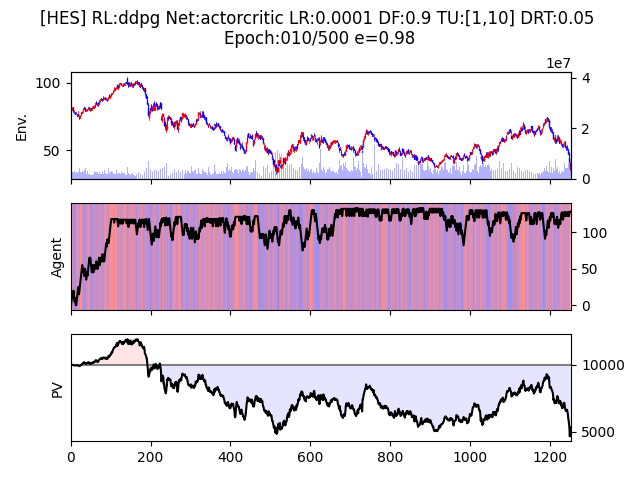 [HES] RL:ddpg Net:actorcritic LR:0.0001 DF:0.9 TU:[1,10] DRT:0.05
Epoch:010/500 e=0.98
1e7
100
50
Env.
4
2
0
Agent
100
50
0
PV
10000
5000
0 200 400 600 800 1000 1200